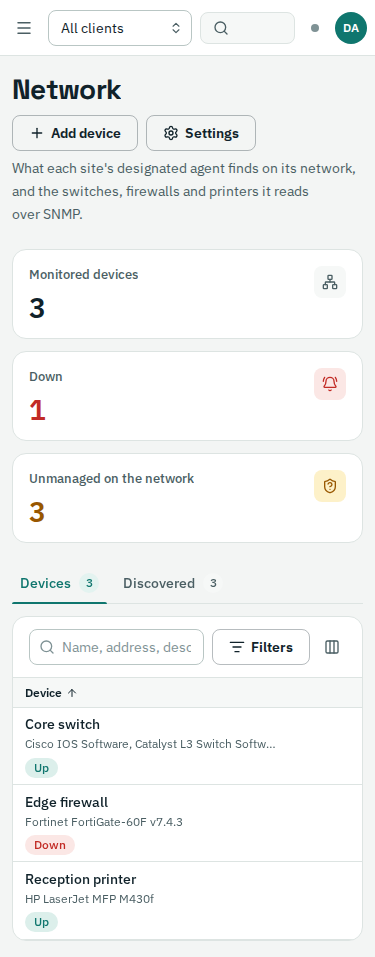 All clients
DA
Network
Add device
Settings
What each site's designated agent finds on its network,
and the switches, firewalls and printers it reads
over SNMP.
Monitored devices
3
Down
1
Unmanaged on the network
3
Devices 3
Discovered 3
Name, address, desc
Filters
Device
Core switch
Cisco IOS Software, Catalyst L3 Switch Softw...
Up
Edge firewall
Fortinet FortiGate-60F v7.4.3
Down
Reception printer
HP LaserJet MFP M430f
Up